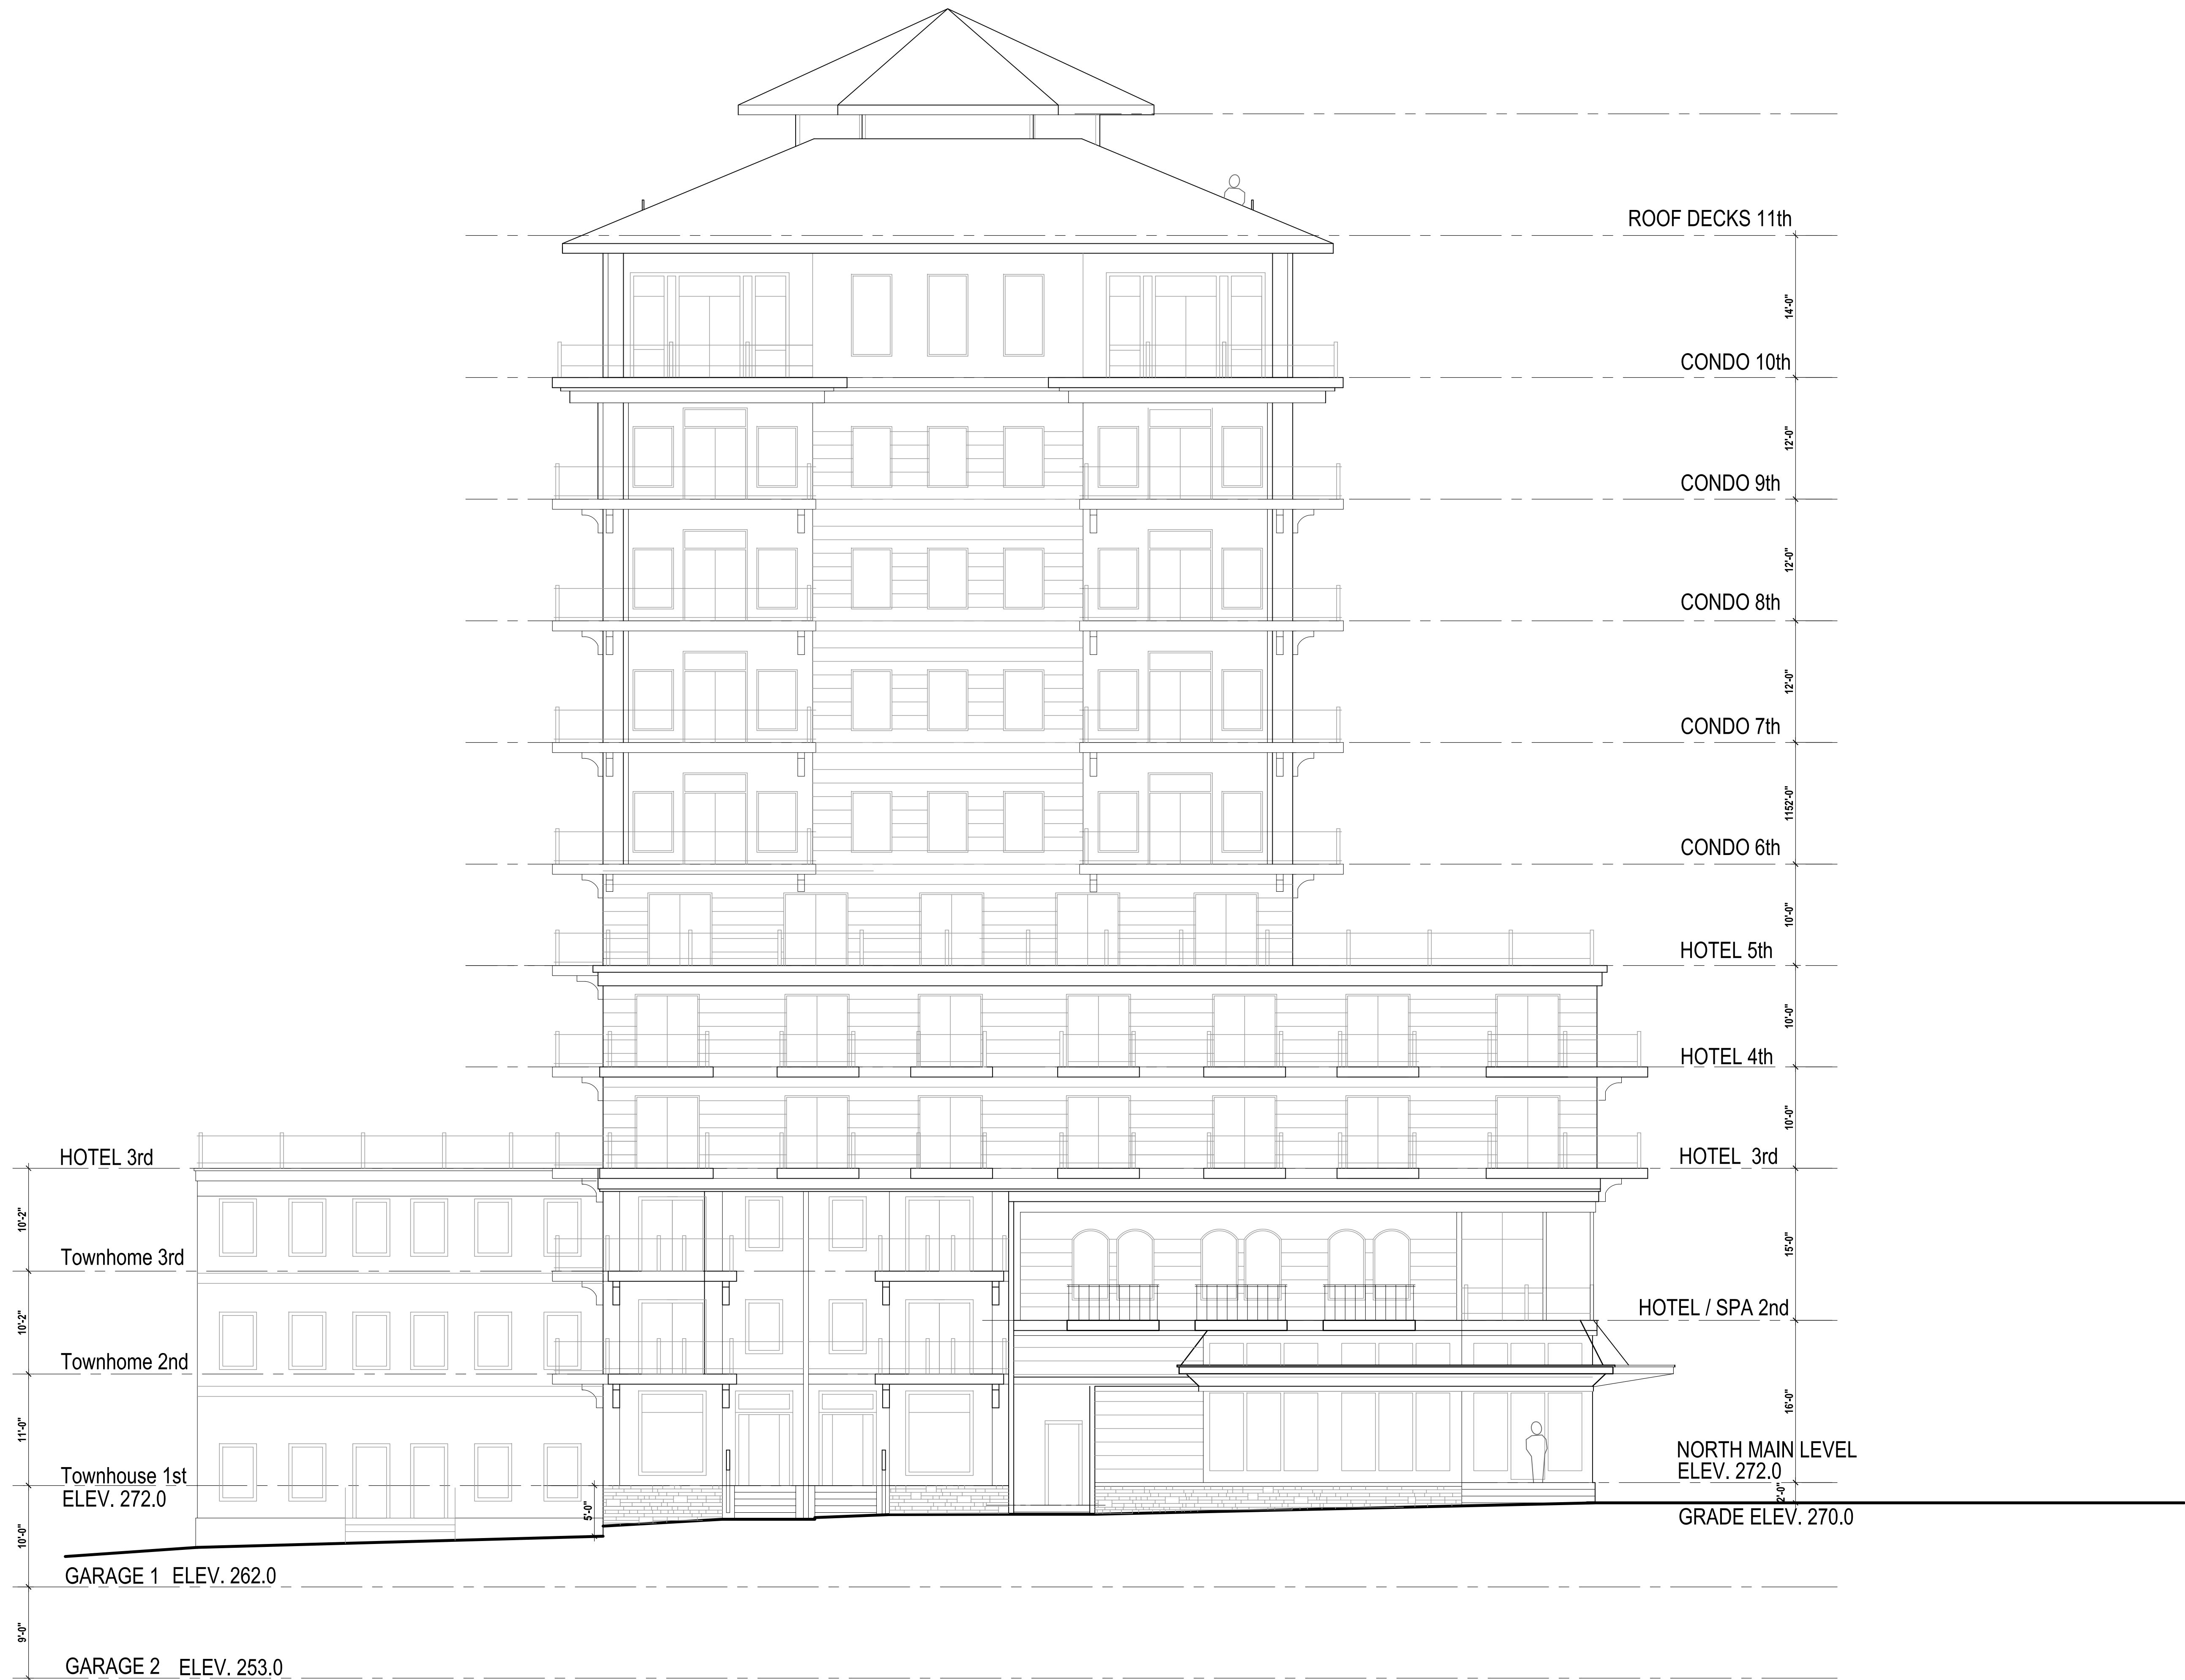 ROOF DECKS 11th
14'-0"
CONDO 10th
12'-0"
CONDO 9th
12'-0"
CONDO 8th
12'-0"
CONDO 7th
1152'-0"
CONDO 6th
10'-0"
HOTEL 5th
10'-0"
HOTEL 4th
10'-0"
HOTEL 3rd
HOTEL 3rd
10'-2"
15'-0"
Townhome 3rd
HOTEL / SPA 2nd
10'-2"
Townhome 2nd
16'-0"
11'-0"
NORTH MAIN LEVEL
ELEV. 272.0
Townhouse 1st
ELEV. 272.0
2'-0"
5'-0"
GRADE ELEV. 270.0
10'-0"
GARAGE 1 ELEV. 262.0
9'-0"
GARAGE 2 ELEV. 253.0